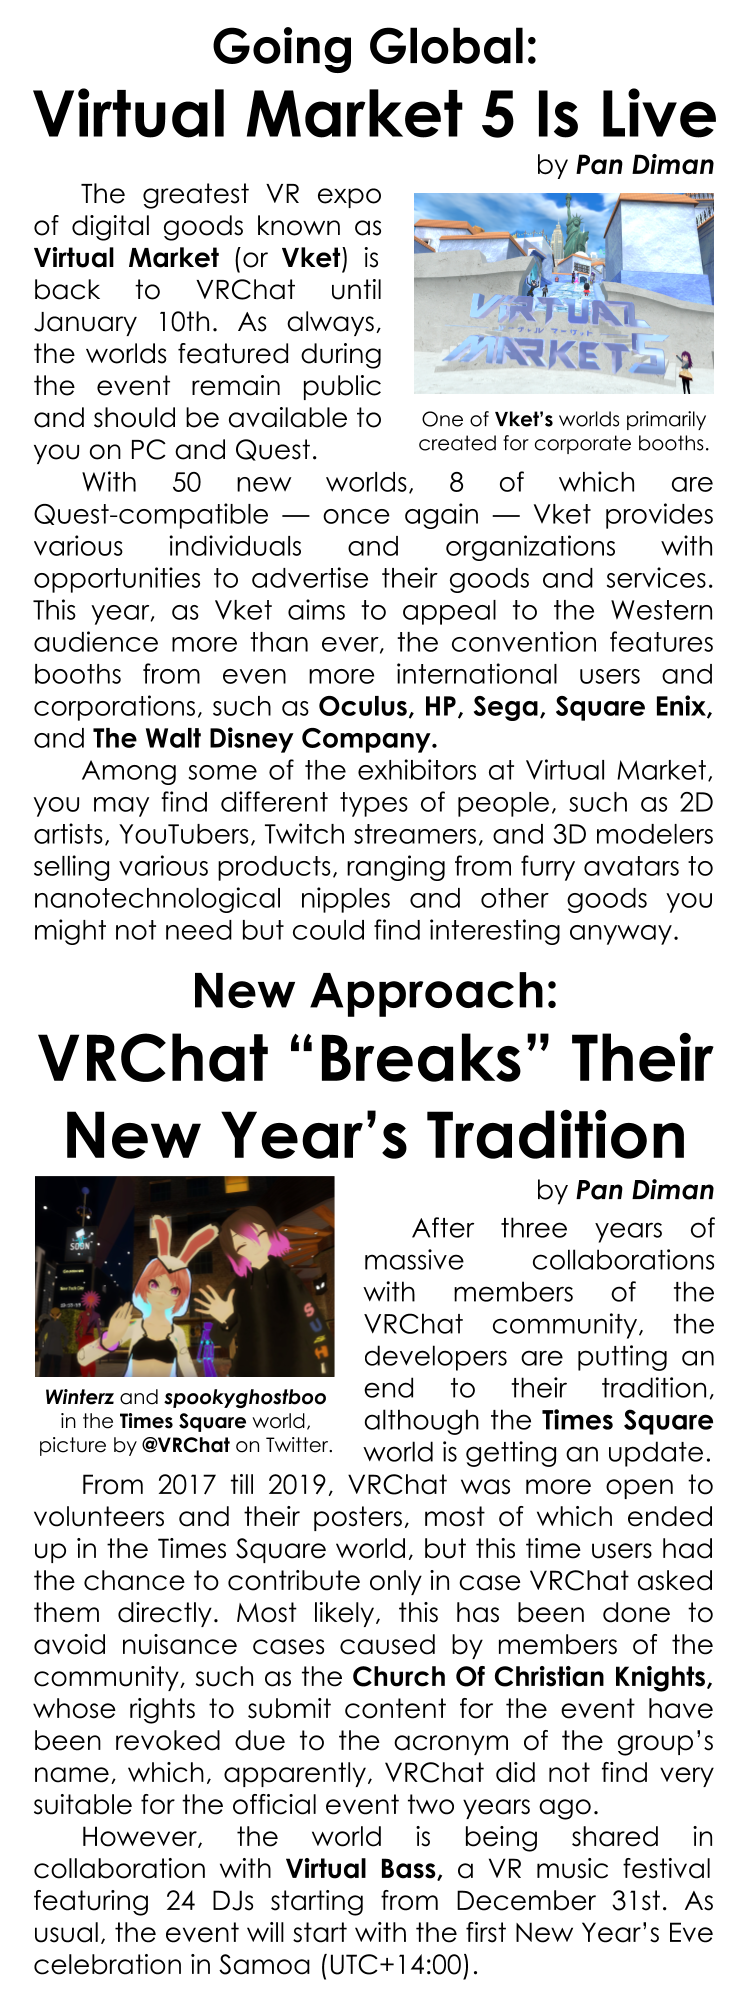 Going Global:
Virtual Market 5 Is Live
by Pan Diman
The greatest VR expo
of digital goods known as
Virtual Market (or Vket) is
back to VRChat until
January 10th. As always,
the worlds featured during
the event remain public
and should be available to
you on PC and Quest.
VIRTUAL
MARKET 5
One of Vket's worlds primarily
created for corporate booths.
With 50 new worlds, 8 of which are
Quest-compatible — once again — Vket provides
various individuals and organizations with
opportunities to advertise their goods and services.
This year, as Vket aims to appeal to the Western
audience more than ever, the convention features
booths from even more international users and
corporations, such as Oculus, HP, Sega, Square Enix,
and The Walt Disney Company.
Among some of the exhibitors at Virtual Market,
you may find different types of people, such as 2D
artists, YouTubers, Twitch streamers, and 3D modelers
selling various products, ranging from furry avatars to
nanotechnological nipples and other goods you
might not need but could find interesting anyway.
New Approach:
VRChat “Breaks” Their
New Year’s Tradition
SOON
SUSHI
Winterz and spookyghostboo
in the Times Square world,
picture by @VRChat on Twitter.
by Pan Diman
After three years of
massive collaborations
with members of the
VRChat community, the
developers are putting an
end to their tradition,
although the Times Square
world is getting an update.
From 2017 till 2019, VRChat was more open to
volunteers and their posters, most of which ended
up in the Times Square world, but this time users had
the chance to contribute only in case VRChat asked
them directly. Most likely, this has been done to
avoid nuisance cases caused by members of the
community, such as the Church Of Christian Knights,
whose rights to submit content for the event have
been revoked due to the acronym of the group’s
name, which, apparently, VRChat did not find very
suitable for the official event two years ago.
However, the world is being shared in
collaboration with Virtual Bass, a VR music festival
featuring 24 DJs starting from December 31st. As
usual, the event will start with the first New Year’s Eve
celebration in Samoa (UTC+14:00).